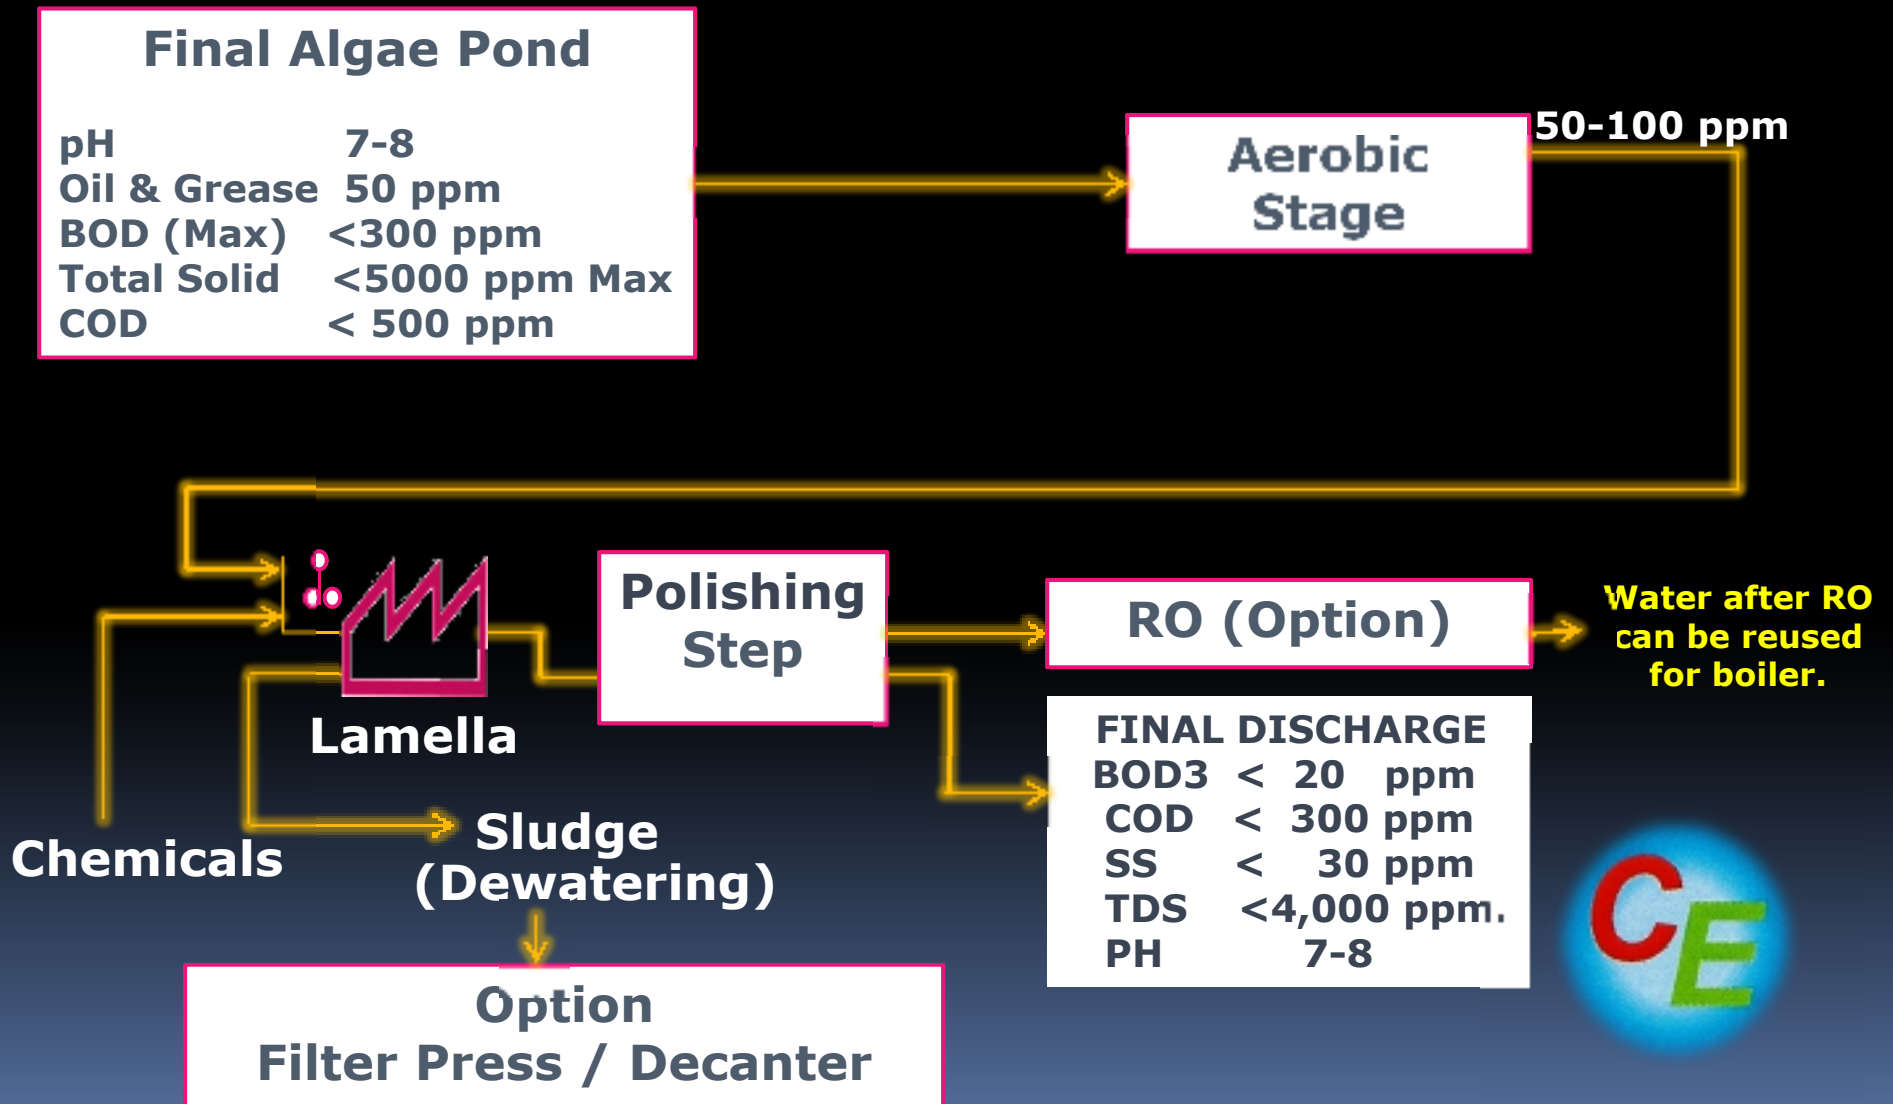 Final Algae Pond
pH 7-8
Oil & Grease 50 ppm
BOD (Max) <300 ppm
Total Solid <5000 ppm Max
COD < 500 ppm
Aerobic
Stage
50-100 ppm
Polishing
Step
RO (Option)
Water after RO
can be reused
for boiler.
Lamella
FINAL DISCHARGE
BOD3 < 20 ppm
COD < 300 ppm
SS < 30 ppm
TDS <4,000 ppm.
PH 7-8
Chemicals
Sludge
(Dewatering)
Option
Filter Press / Decanter
CE